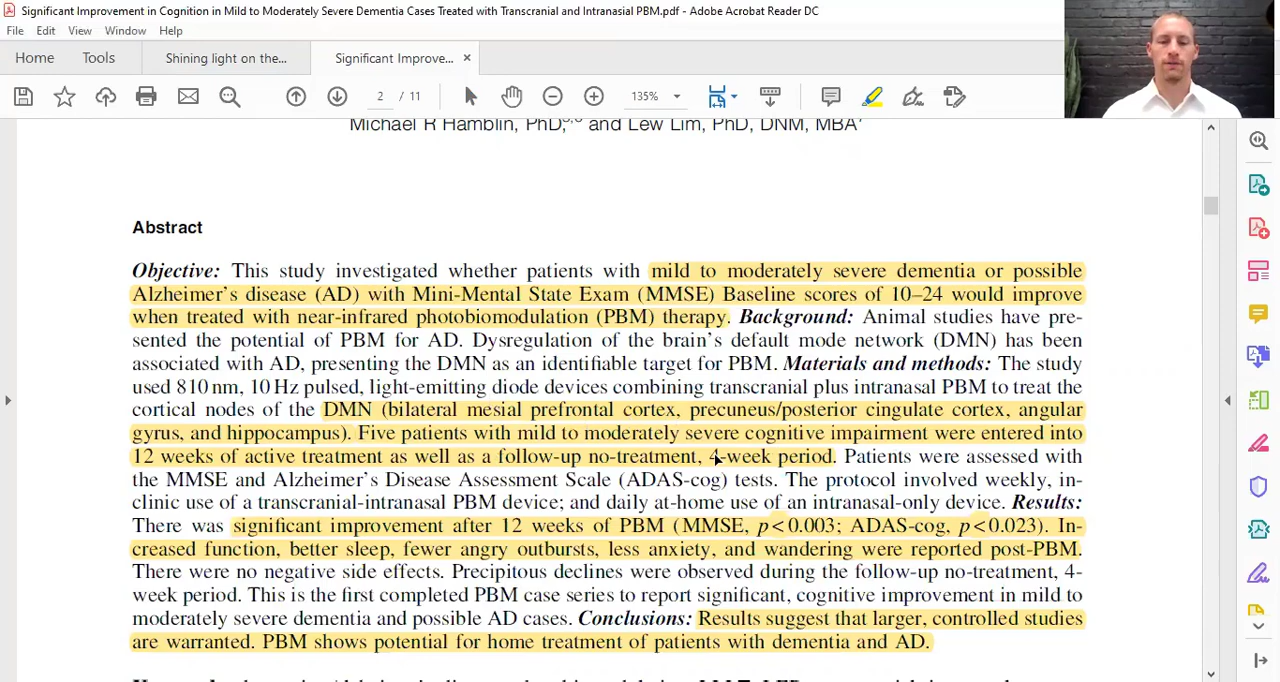 Significant Improvement in Cognition in Mild to Moderately Severe Dementia Cases Treated with Transcranial and Intranasial PBM.pdf - Adobe Acrobat Reader DC
File Edit View Window Help
Home Tools Shining light on the... Significant Improve... ×
2 / 11 135%
Michael R Hamblin, PhD, and Lew Lim, PhD, DNM, MBA
Abstract
Objective: This study investigated whether patients with mild to moderately severe dementia or possible
Alzheimer's disease (AD) with Mini-Mental State Exam (MMSE) Baseline scores of 10–24 would improve
when treated with near-infrared photobiomodulation (PBM) therapy. Background: Animal studies have pre-
sented the potential of PBM for AD. Dysregulation of the brain's default mode network (DMN) has been
associated with AD, presenting the DMN as an identifiable target for PBM. Materials and methods: The study
used 810 nm, 10 Hz pulsed, light-emitting diode devices combining transcranial plus intranasal PBM to treat the
cortical nodes of the DMN (bilateral mesial prefrontal cortex, precuneus/posterior cingulate cortex, angular
gyrus, and hippocampus). Five patients with mild to moderately severe cognitive impairment were entered into
12 weeks of active treatment as well as a follow-up no-treatment, 4-week period. Patients were assessed with
the MMSE and Alzheimer's Disease Assessment Scale (ADAS-cog) tests. The protocol involved weekly, in-
clinic use of a transcranial-intranasal PBM device; and daily at-home use of an intranasal-only device. Results:
There was significant improvement after 12 weeks of PBM (MMSE, p < 0.003; ADAS-cog, p < 0.023). In-
creased function, better sleep, fewer angry outbursts, less anxiety, and wandering were reported post-PBM.
There were no negative side effects. Precipitous declines were observed during the follow-up no-treatment, 4-
week period. This is the first completed PBM case series to report significant, cognitive improvement in mild to
moderately severe dementia and possible AD cases. Conclusions: Results suggest that larger, controlled studies
are warranted. PBM shows potential for home treatment of patients with dementia and AD.